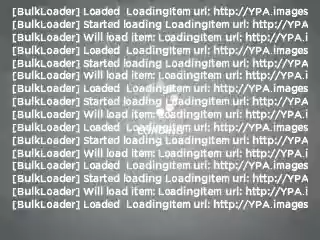 [BulkLoader] Loaded LoadingItem url: http://YPA.images
[BulkLoader] Started loading LoadingItem url: http://YPA
[BulkLoader] Will load item: LoadingItem url: http://YPA.i
[BulkLoader] Loaded LoadingItem url: http://YPA.images
[BulkLoader] Started loading LoadingItem url: http://YPA
[BulkLoader] Will load item: LoadingItem url: http://YPA.i
[BulkLoader] Loaded LoadingItem url: http://YPA.images
[BulkLoader] Started loading LoadingItem url: http://YPA
[BulkLoader] Will load item: LoadingItem url: http://YPA.i
[BulkLoader] Loaded LoadingItem url: http://YPA.images
LOADING
[BulkLoader] Started loading LoadingItem url: http://YPA
[BulkLoader] Will load item: LoadingItem url: http://YPA.i
[BulkLoader] Loaded LoadingItem url: http://YPA.images
[BulkLoader] Started loading LoadingItem url: http://YPA
[BulkLoader] Will load item: LoadingItem url: http://YPA.i
[BulkLoader] Loaded LoadingItem url: http://YPA.images